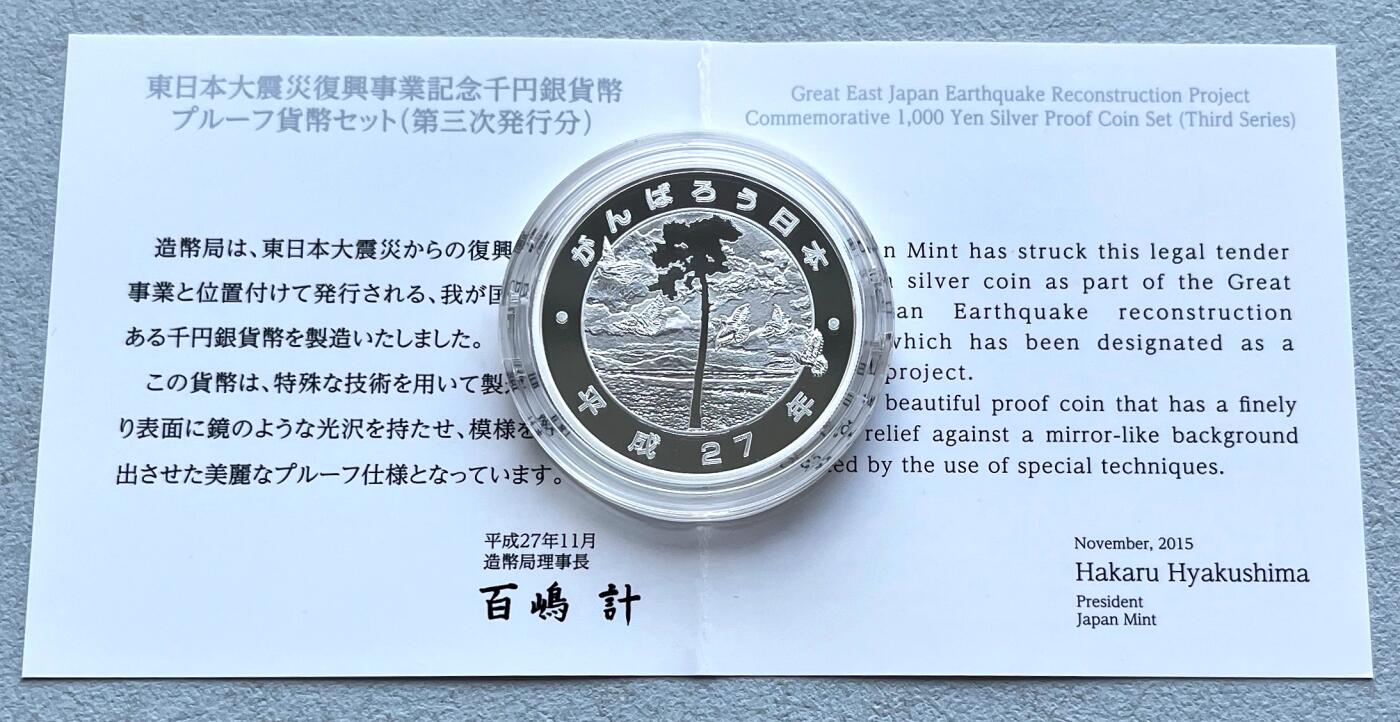 東日本大震災復興事業記念千円銀貨幣
プルーフ貨幣セット(第三次発行分)
造幣局は、東日本大震災からの復興
事業と位置付けて発行される、我が国
ある千円銀貨幣を製造いたしました。
この貨幣は、特殊な技術を用いて製
り表面に鏡のような光沢を持たせ、模様を
出させた美麗なプルーフ仕様となっています。
平成27年11月
造幣局理事長
百嶋 計
がんばろう日本
平成27年
Great East Japan Earthquake Reconstruction Project
Commemorative 1,000 Yen Silver Proof Coin Set (Third Series)
Mint has struck this legal tender
silver coin as part of the Great
Earthquake reconstruction
which has been designated as a
project.
beautiful proof coin that has a finely
relief against a mirror-like background
by the use of special techniques.
November, 2015
Hakaru Hyakushima
President
Japan Mint